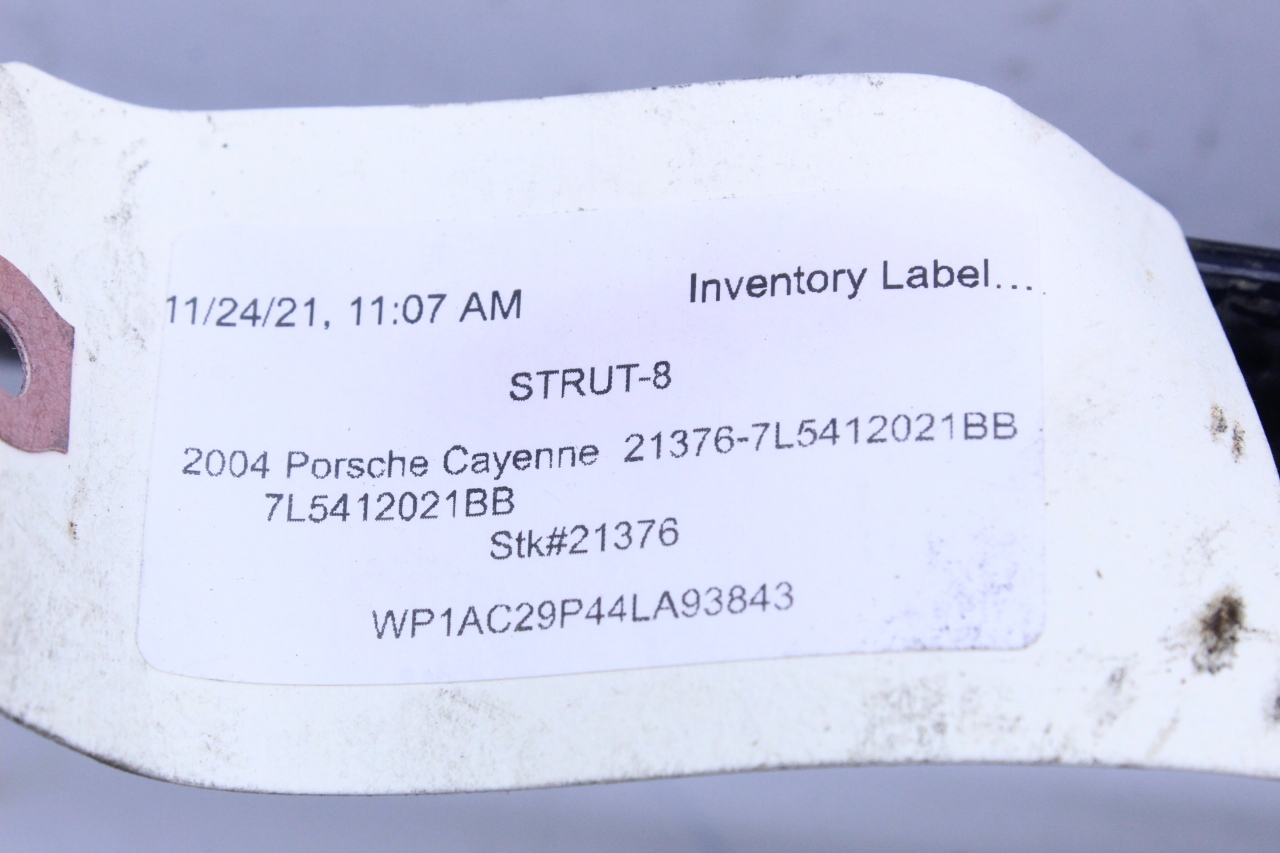 11/24/21, 11:07 AM Inventory Label...
STRUT-8
2004 Porsche Cayenne 21376-7L5412021BB
7L5412021BB
Stk#21376
WP1AC29P44LA93843